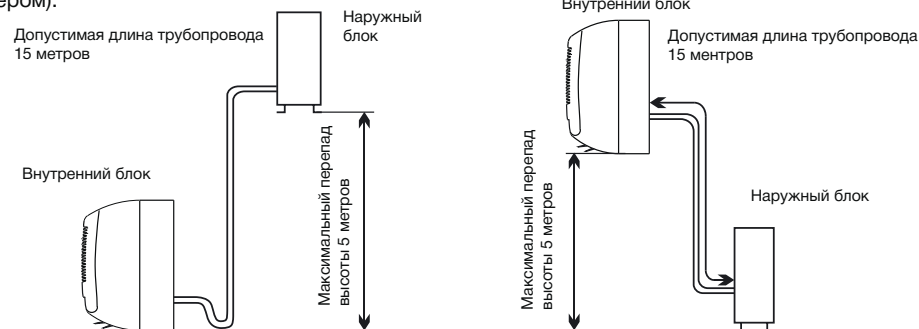 ером).
Допустимая длина трубопровода
15 метров
Наружный
блок
Внутренний блок
Максимальный перепад
высоты 5 метров
Внутренний блок
Допустимая длина трубопровода
15 ментров
Максимальный перепад
высоты 5 метров
Наружный блок